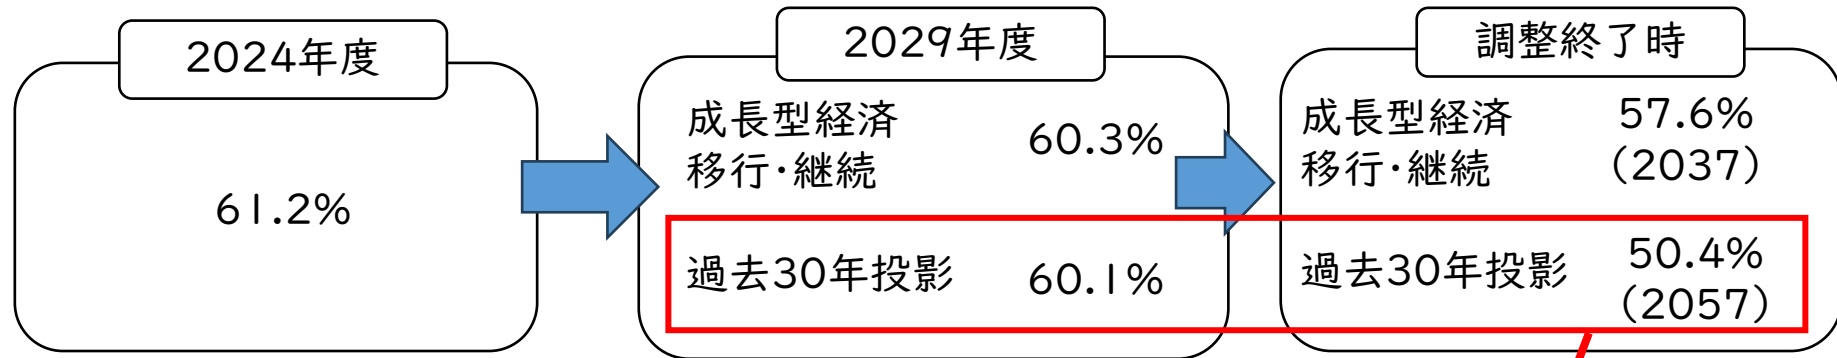 2024年度
61.2%
2029年度
成長型経済
移行・継続
60.3%
過去30年投影
60.1%
調整終了時
成長型経済
移行・継続
57.6%
(2037)
過去30年投影
50.4%
(2057)